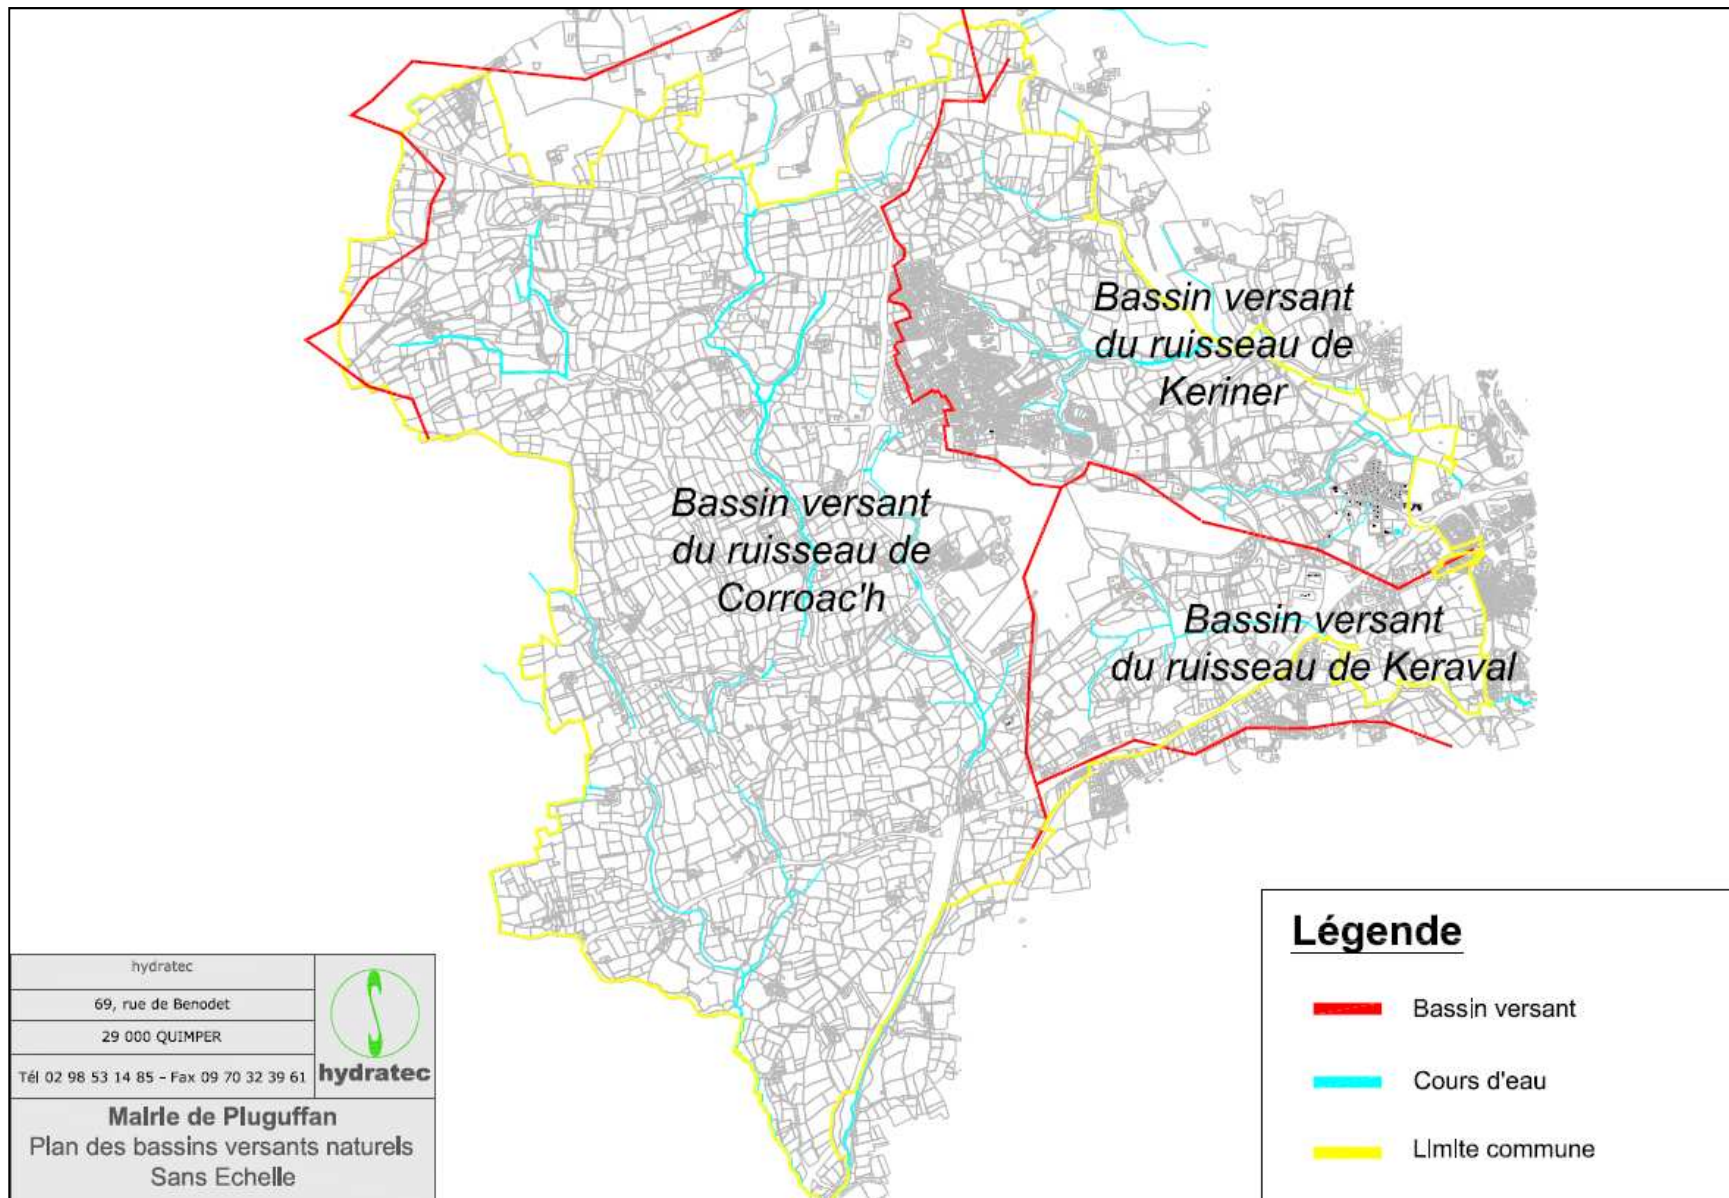 Bassin versant
du ruisseau de
Keriner
Bassin versant
du ruisseau de
Corroac'h
Bassin versant
du ruisseau de Keraval
Légende
Bassin versant
Cours d'eau
Limite commune
hydratec
69, rue de Benodet
29 000 QUIMPER
Tél 02 98 53 14 85 - Fax 09 70 32 39 61
hydratec
Mairie de Pluguffan
Plan des bassins versants naturels
Sans Echelle